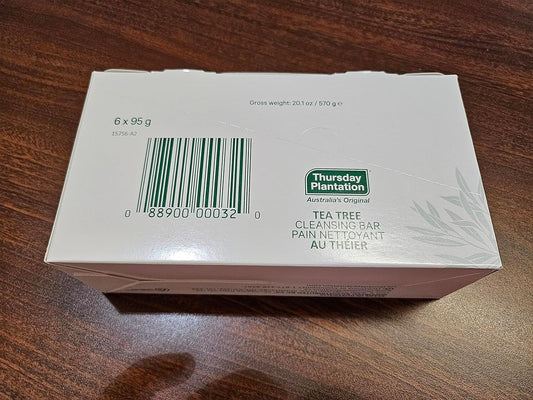 Gross weight: 20.1 oz / 570 g e
6 x 95 g
15756-A2
0 88900 00032 0
Thursday
Plantation
Australia's Original
TEA TREE
CLEANSING BAR
PAIN NETTOYANT
AU THÉIER